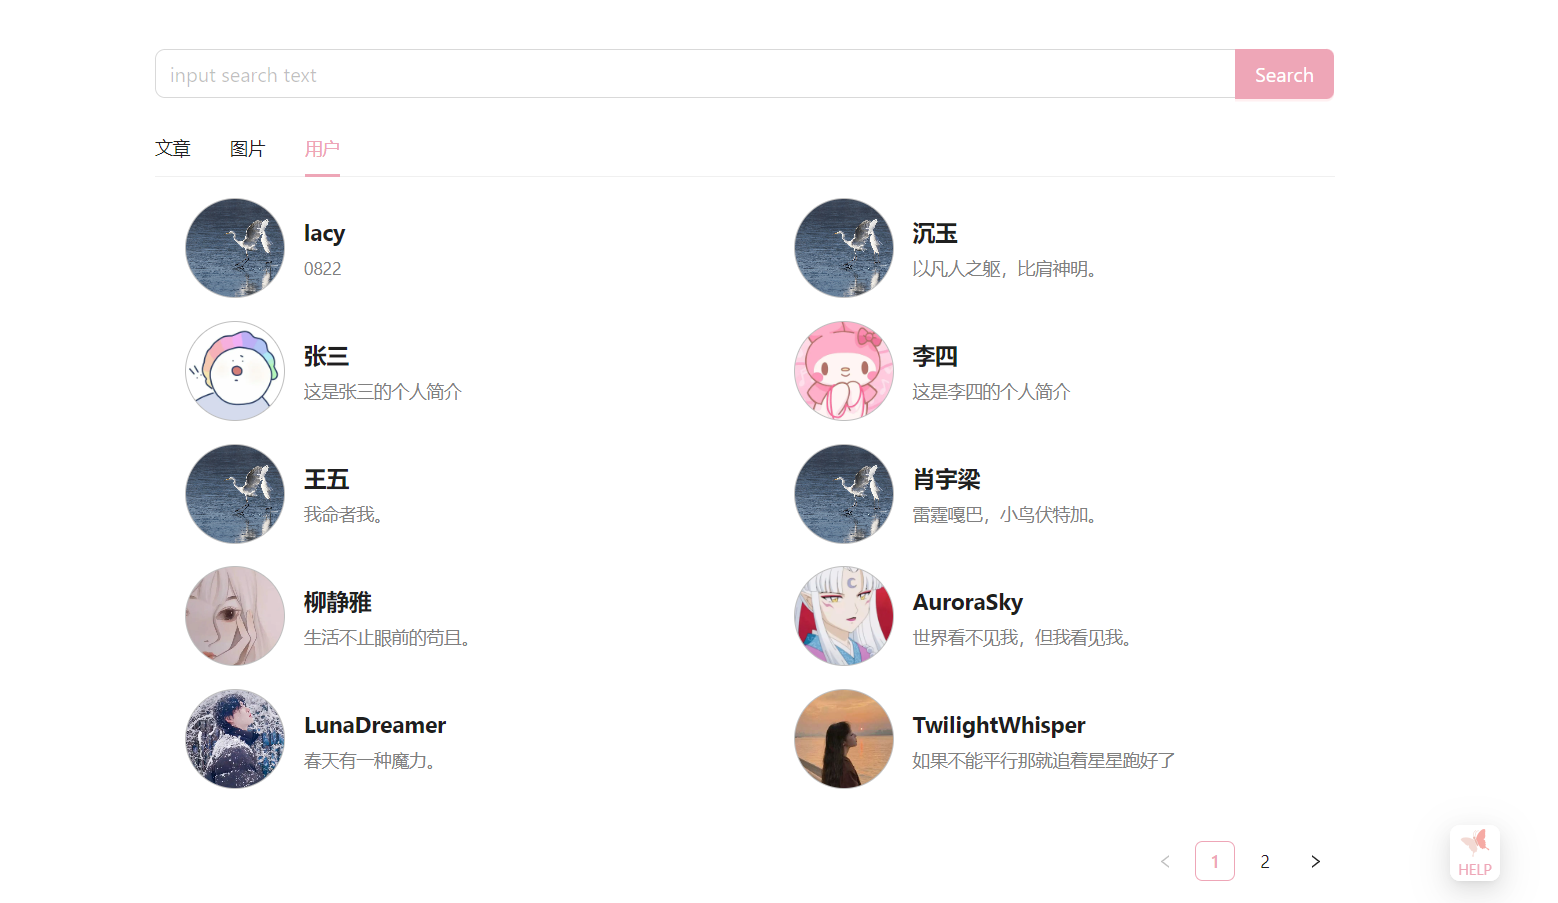 input search text
Search
文章
图片
用户
lacy
0822
沉玉
以凡人之躯，比肩神明。
张三
这是张三的个人简介
李四
这是李四的个人简介
王五
我命者我。
肖宇梁
雷霆嘎巴，小鸟伏特加。
柳静雅
生活不止眼前的苟且。
AuroraSky
世界看不见我，但我看见我。
LunaDreamer
春天有一种魔力。
TwilightWhisper
如果不能平行那就追着星星跑好了
< 1 2 >
HELP